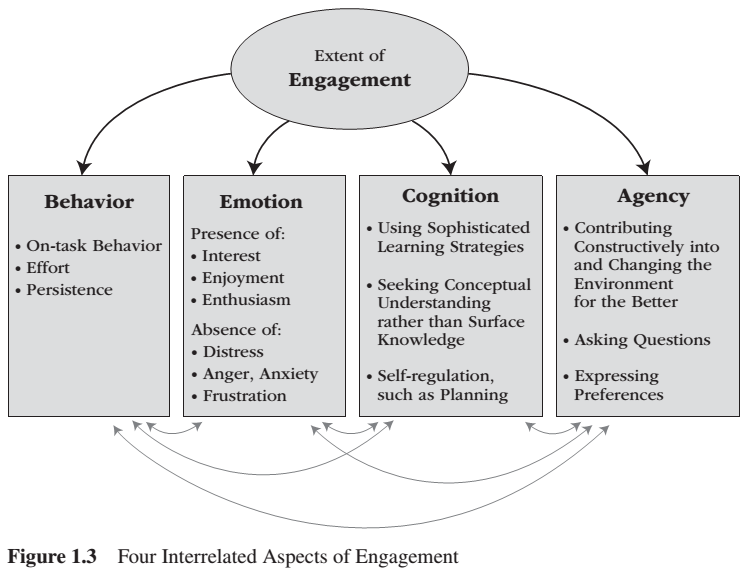 Extent of
Engagement
Behavior
• On-task Behavior
• Effort
• Persistence
Emotion
Presence of:
• Interest
• Enjoyment
• Enthusiasm
Absence of:
• Distress
• Anger, Anxiety
• Frustration
Cognition
• Using Sophisticated
Learning Strategies
• Seeking Conceptual
Understanding
rather than Surface
Knowledge
• Self-regulation,
such as Planning
Agency
• Contributing
Constructively into
and Changing the
Environment
for the Better
• Asking Questions
• Expressing
Preferences
Figure 1.3 Four Interrelated Aspects of Engagement